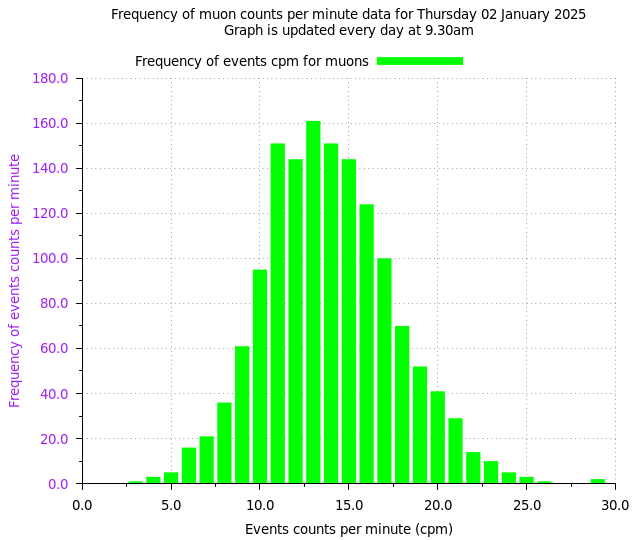 Frequency of muon counts per minute data for Thursday 02 January 2025
Graph is updated every day at 9.30am
Frequency of events cpm for muons
180.0
160.0
140.0
120.0
100.0
80.0
60.0
40.0
20.0
0.0
Frequency of events counts per minute
0.0 5.0 10.0 15.0 20.0 25.0 30.0
Events counts per minute (cpm)